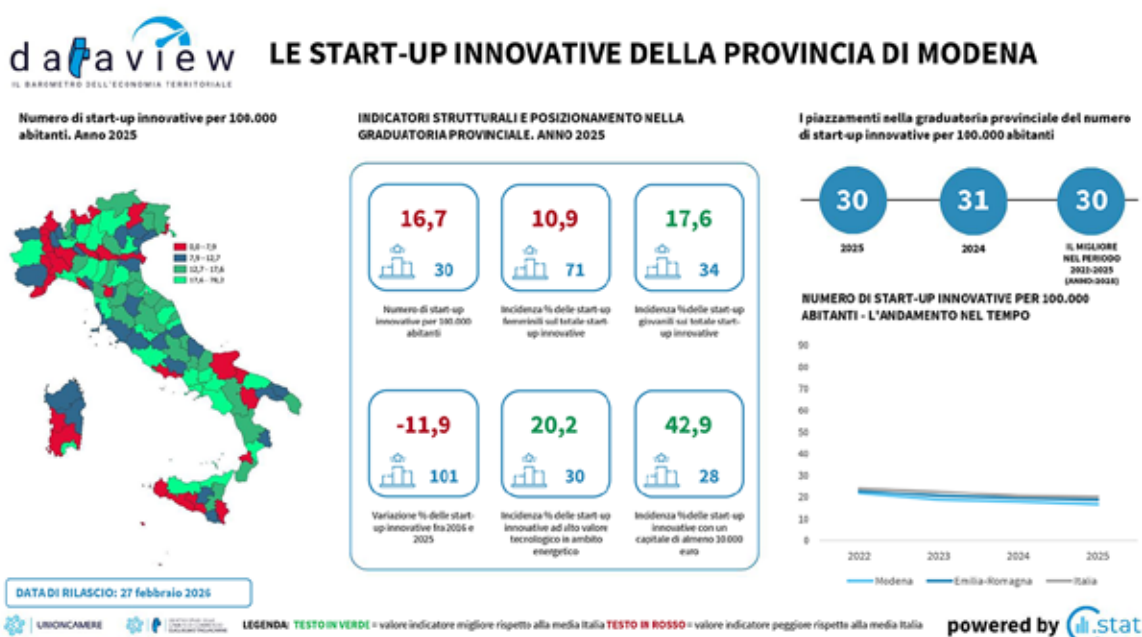 dataview
IL BAROMETRO DELL'ECONOMIA TERRITORIALE
LE START-UP INNOVATIVE DELLA PROVINCIA DI MODENA
Numero di start-up innovative per 100.000
abitanti. Anno 2025
0,0 - 7,9
7,9 - 12,7
12,7 - 17,6
INDICATORI STRUTTURALI E POSIZIONAMENTO NELLA
GRADUATORIA PROVINCIALE. ANNO 2025
16,7
30
Numero di start-up
innovative per 100.000
abitanti
10,9
71
Incidenza % delle start-up
femminili sul totale start-
up innovative
17,6
34
Incidenza %delle start-up
giovanili sul totale start-
up innovative
-11,9
101
Variazione % delle start-
up innovative fra 2016 e
2025
20,2
30
Incidenza % delle start-up
innovative ad alto valore
tecnologico in ambito
energetico
42,9
28
Incidenza %delle start-up
innovative con un
capitale di almeno 10.000
euro
I piazzamenti nella graduatoria provinciale del numero
di start-up innovative per 100.000 abitanti
30
31
30
2025
2024
IL MIGLIORE
NEL PERIODO
2022-2025
(ANNO:2025)
NUMERO DI START-UP INNOVATIVE PER 100.000
ABITANTI - L'ANDAMENTO NEL TEMPO
90
80
70
60
50
40
30
20
10
0
2022
2023
2024
2025
Modena
Emilia-Romagna
Italia
DATA DI RILASCIO: 27 febbraio 2026
UNIONCAMERE
LEGENDA: TESTO IN VERDE = valore indicatore migliore rispetto alla media Italia TESTO IN ROSSO = valore indicatore peggiore rispetto alla media Italia
powered by G.stat